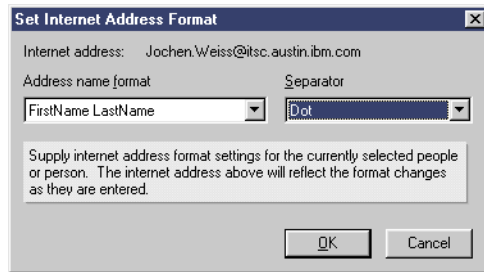 Set Internet Address Format
Internet address: Jochen.Weiss@itsc.austin.ibm.com
Address name format Separator
FirstName LastName Dot
Supply internet address format settings for the currently selected people
or person. The internet address above will reflect the format changes
as they are entered.
OK Cancel